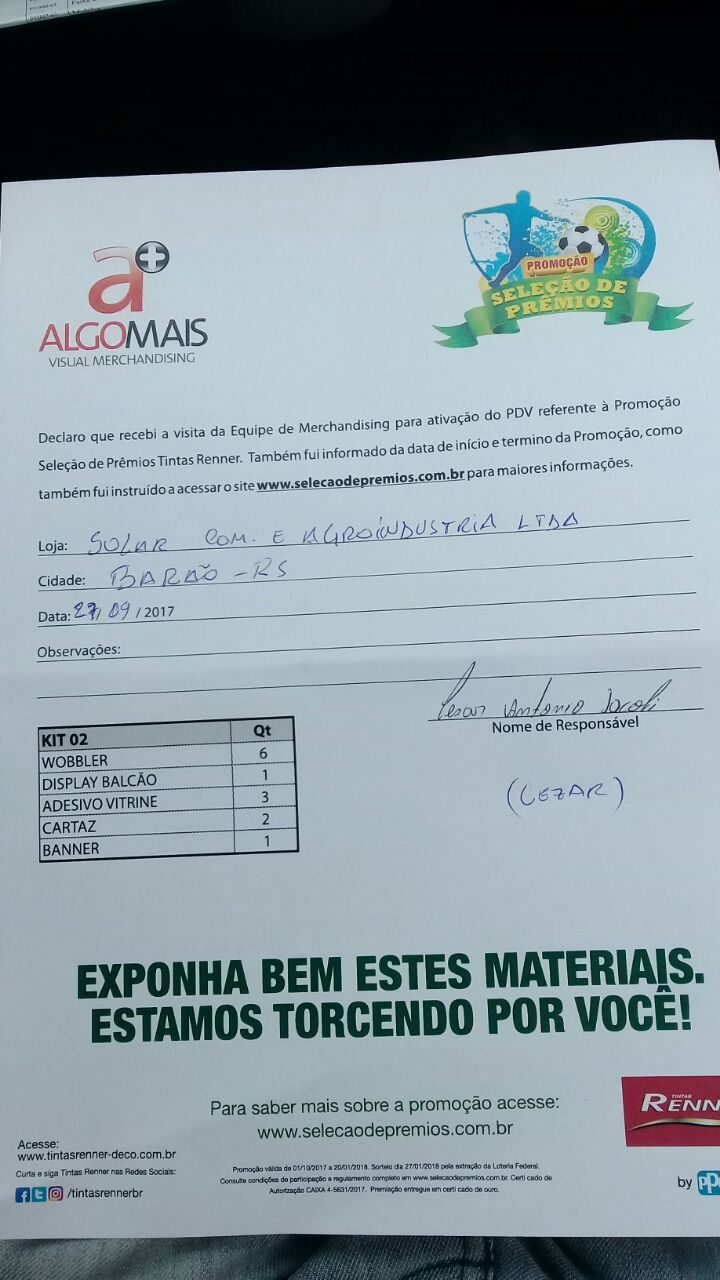 a+
ALGOMAIS
VISUAL MERCHANDISING
PROMOÇÃO
SELEÇÃO DE
PRÊMIOS
Declaro que recebi a visita da Equipe de Merchandising para ativação do PDV referente à Promoção
Seleção de Prêmios Tintas Renner. Também fui informado da data de início e termino da Promoção, como
também fui instruído a acessar o site www.selecaodepremios.com.br para maiores informações.
Loja: SOLAR COM. E AGROINDUSTRIA LTDA
Cidade: BARÃO - RS
Data: 27/09/2017
Observações:
Cesar Antonio
Nome de Responsável
(CEZAR)
KIT 02 Qt
WOBBLER 6
DISPLAY BALCÃO 1
ADESIVO VITRINE 3
CARTAZ 2
BANNER 1
EXPONHA BEM ESTES MATERIAIS.
ESTAMOS TORCENDO POR VOCÊ!
Para saber mais sobre a promoção acesse:
www.selecaodepremios.com.br
TINTAS
RENN
Acesse:
www.tintasrenner-deco.com.br
Curta e siga Tintas Renner nas Redes Sociais:
/tintasrennerbr
Promoção válida de 01/10/2017 a 20/01/2018. Sorteio dia 27/01/2018 pela extração da Loteria Federal.
Consulte condições de participação e regulamento completo em www.selecaodepremios.com.br. Certi cado de
Autorização CAIXA 4-5631/2017. Premiação entregue em certi cado de ouro.
by pp